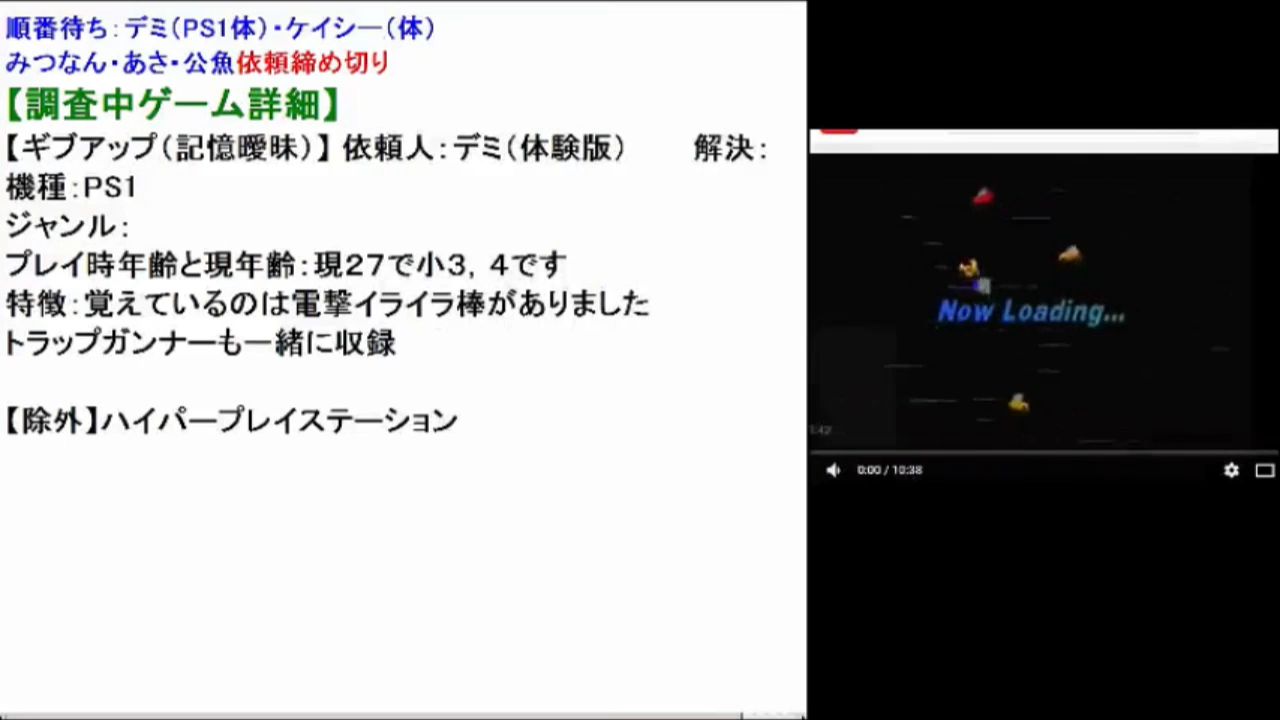 順番待ち：デミ（PS1体）・ケイシー（体）
みつなん・あさ・公魚依頼締め切り
【調査中ゲーム詳細】
【ギブアップ（記憶曖昧）】 依頼人：デミ（体験版） 解決：
機種：PS1
ジャンル：
プレイ時年齢と現年齢：現27で小3，4です
特徴：覚えているのは電撃イライラ棒がありました
トラップガンナーも一緒に収録
【除外】ハイパープレイステーション
Now Loading...
0:00 / 10:38